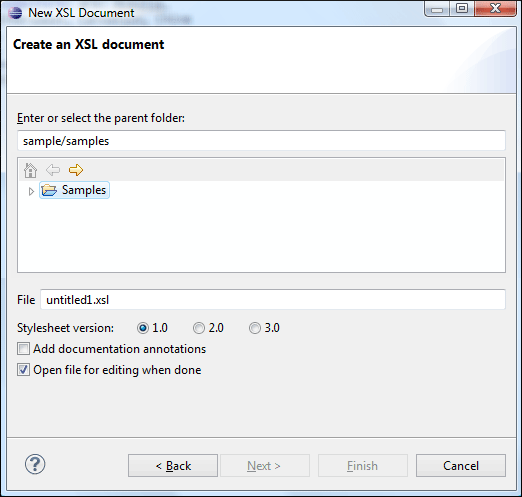 New XSL Document
Create an XSL document
Enter or select the parent folder:
sample/samples
Samples
File untitled1.xsl
Stylesheet version: 1.0 2.0 3.0
Add documentation annotations
Open file for editing when done
? < Back Next > Finish Cancel